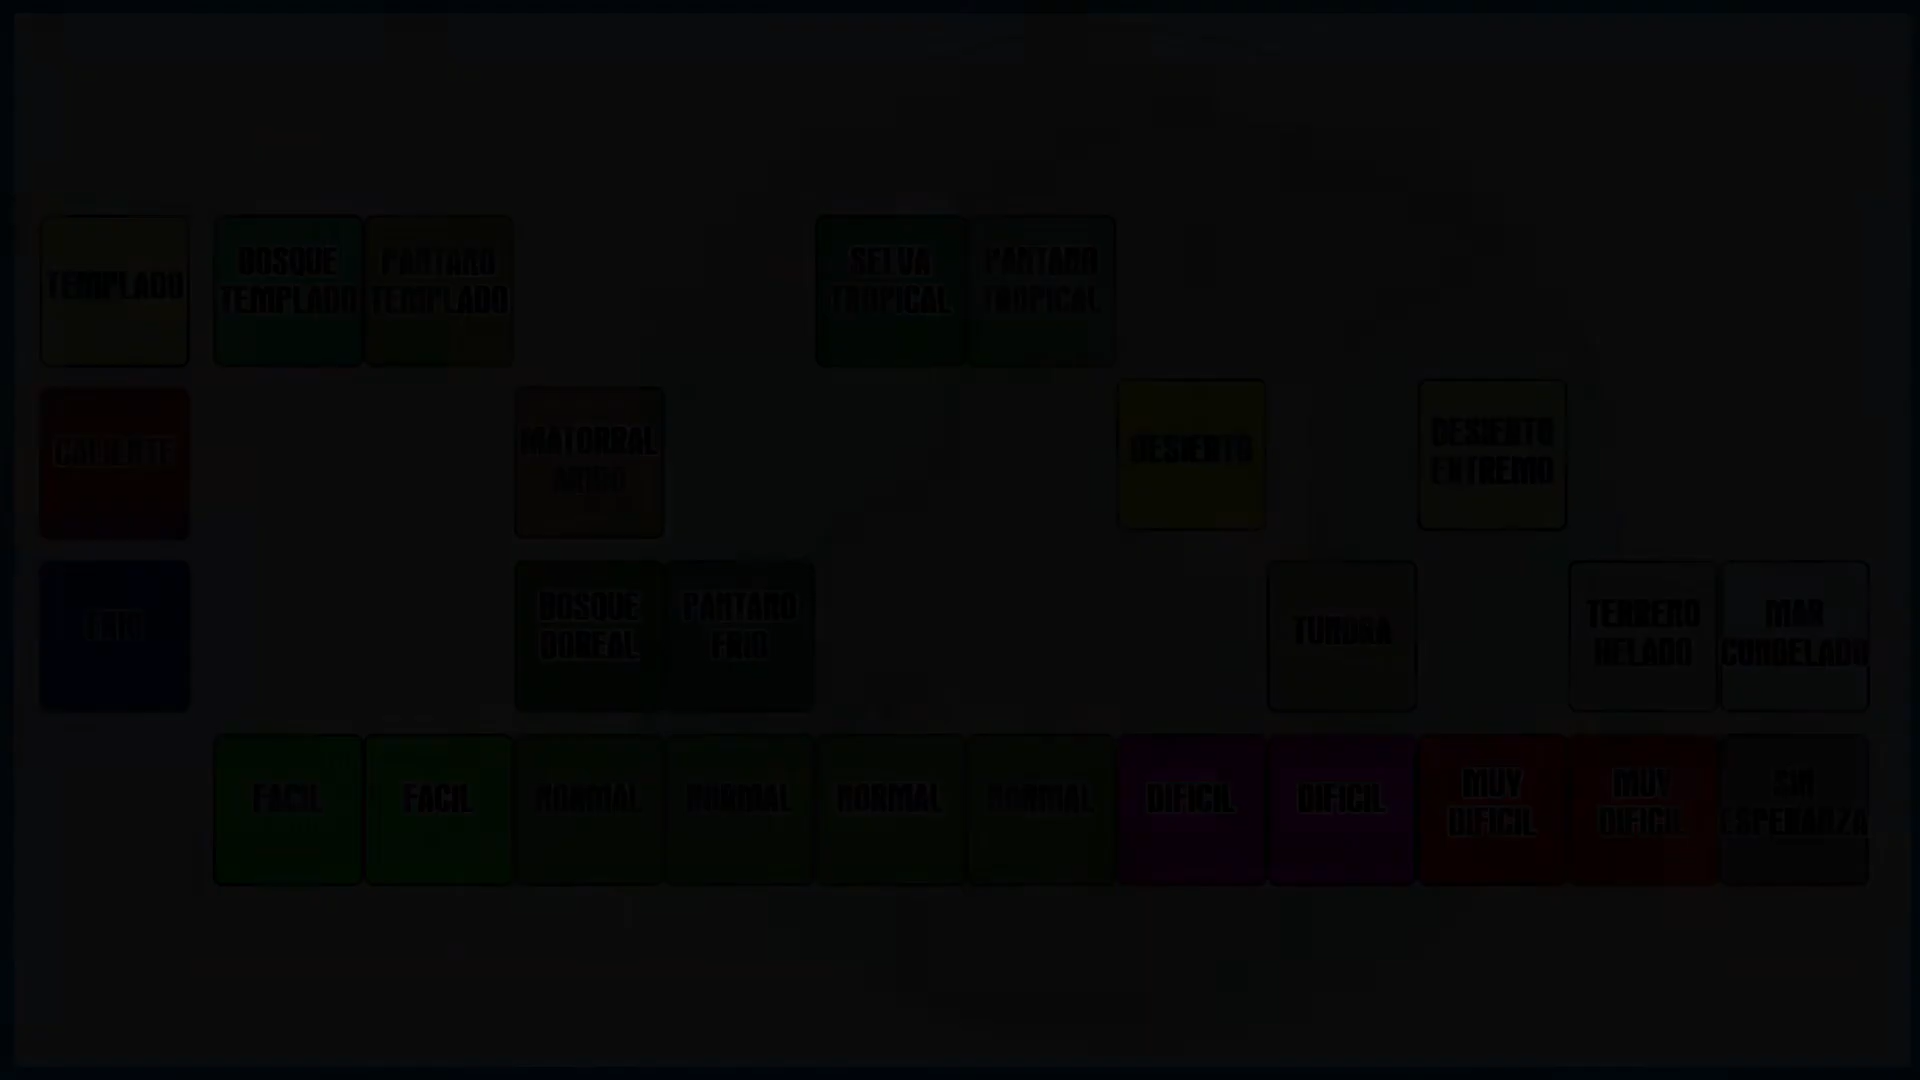 TEMPLADO
BOSQUE
TEMPLADO
PANTANO
TEMPLADO
SELVA
TROPICAL
PANTANO
TROPICAL
CALIENTE
MATORRAL
ARIDO
DESIERTO
DESIERTO
EXTREMO
FRIO
BOSQUE
BOREAL
PANTANO
FRIO
TUNDRA
TERRENO
HELADO
MAR
CONGELADO
FACIL
FACIL
NORMAL
NORMAL
NORMAL
NORMAL
DIFICIL
DIFICIL
MUY
DIFICIL
MUY
DIFICIL
SIN
ESPERANZA